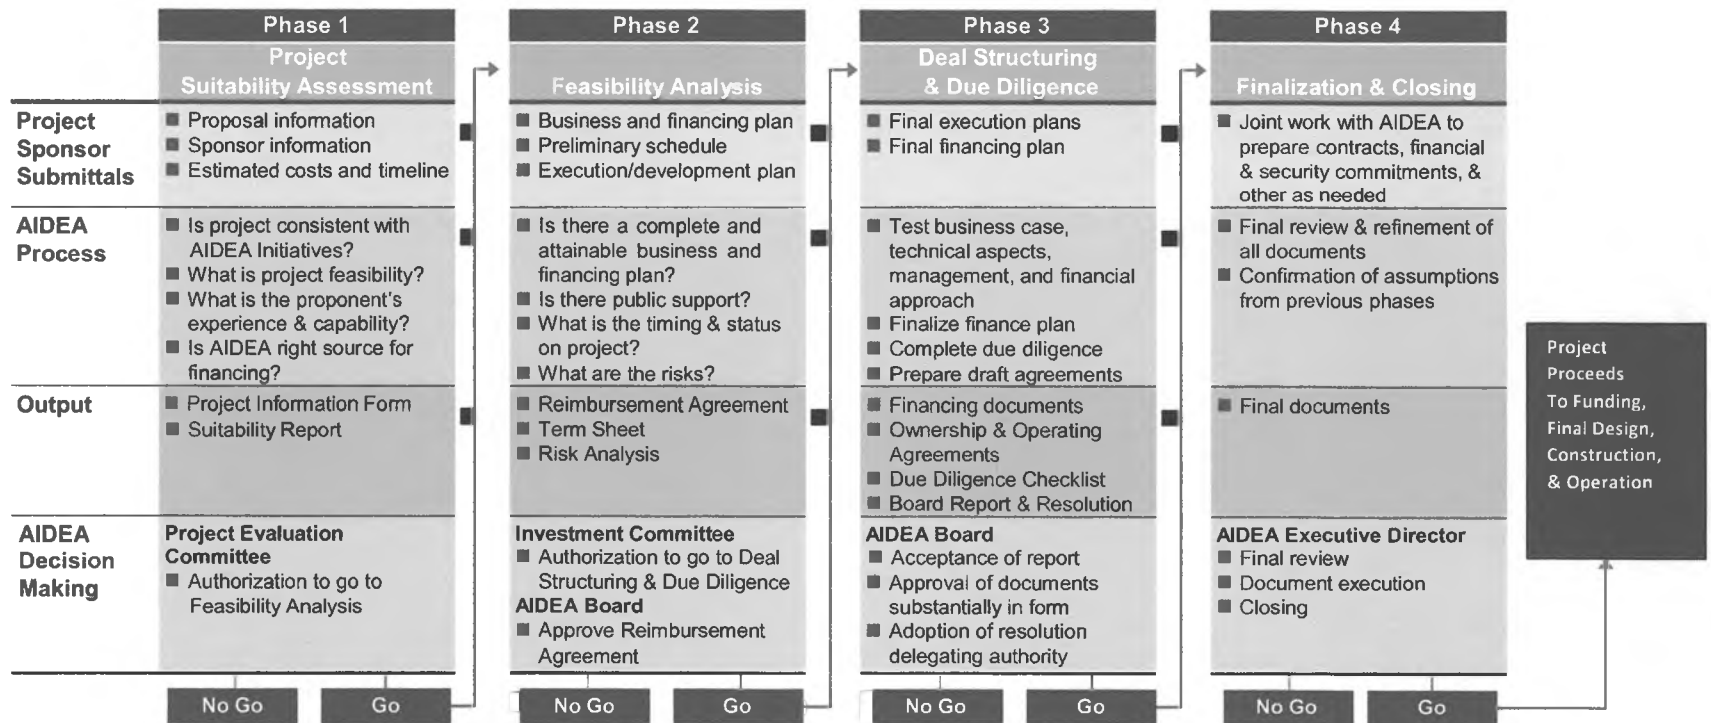 Phase 1
Project
Suitability Assessment
Phase 2
Feasibility Analysis
Phase 3
Deal Structuring
& Due Diligence
Phase 4
Finalization & Closing
Project
Sponsor
Submittals
Proposal information
Sponsor information
Estimated costs and timeline
Business and financing plan
Preliminary schedule
Execution/development plan
Final execution plans
Final financing plan
Joint work with AIDEA to
prepare contracts, financial
& security commitments, &
other as needed
AIDEA
Process
Is project consistent with
AIDEA Initiatives?
What is project feasibility?
What is the proponent's
experience & capability?
Is AIDEA right source for
financing?
Is there a complete and
attainable business and
financing plan?
Is there public support?
What is the timing & status
on project?
What are the risks?
Test business case,
technical aspects,
management, and financial
approach
Finalize finance plan
Complete due diligence
Prepare draft agreements
Final review & refinement of
all documents
Confirmation of assumptions
from previous phases
Output
Project Information Form
Suitability Report
Reimbursement Agreement
Term Sheet
Risk Analysis
Financing documents
Ownership & Operating
Agreements
Due Diligence Checklist
Board Report & Resolution
Final documents
AIDEA
Decision
Making
Project Evaluation
Committee
Authorization to go to
Feasibility Analysis
Investment Committee
Authorization to go to Deal
Structuring & Due Diligence
AIDEA Board
Approve Reimbursement
Agreement
AIDEA Board
Acceptance of report
Approval of documents
substantially in form
Adoption of resolution
delegating authority
AIDEA Executive Director
Final review
Document execution
Closing
No Go
Go
No Go
Go
No Go
Go
No Go
Go
Project
Proceeds
To Funding,
Final Design,
Construction,
& Operation